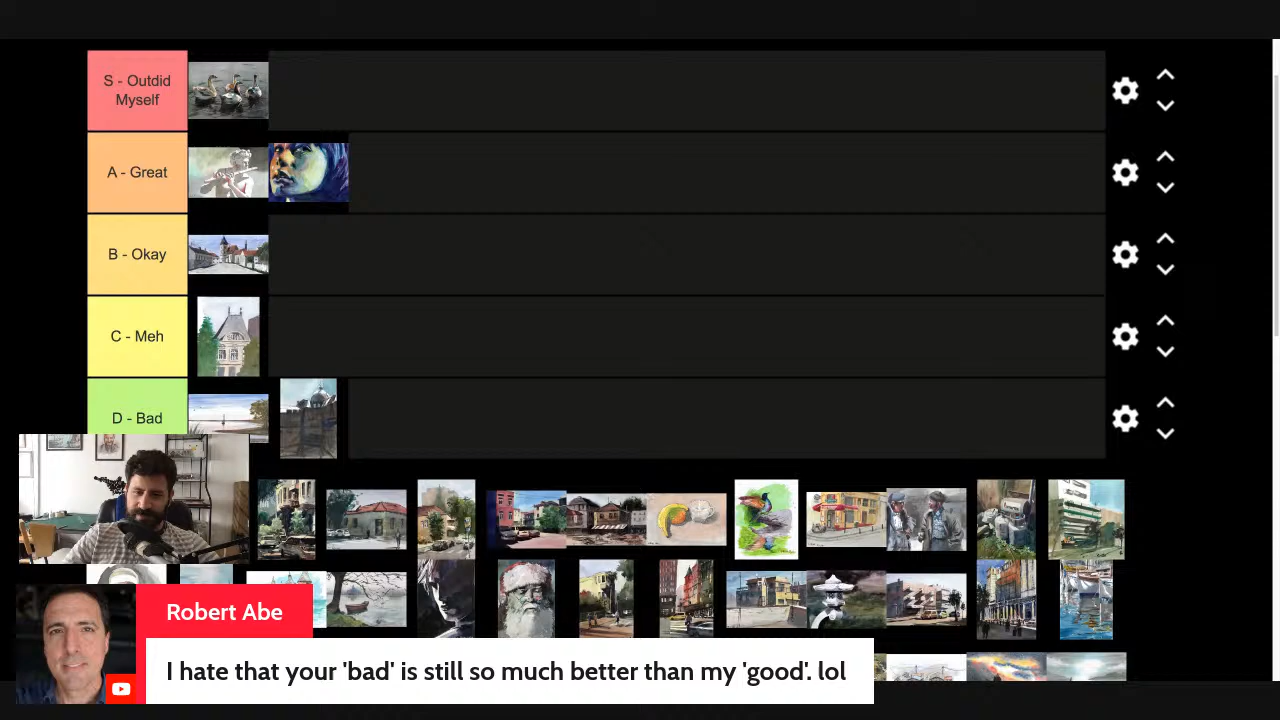 S - Outdid
Myself
A - Great
B - Okay
C - Meh
D - Bad
Robert Abe
I hate that your 'bad' is still so much better than my 'good'. lol